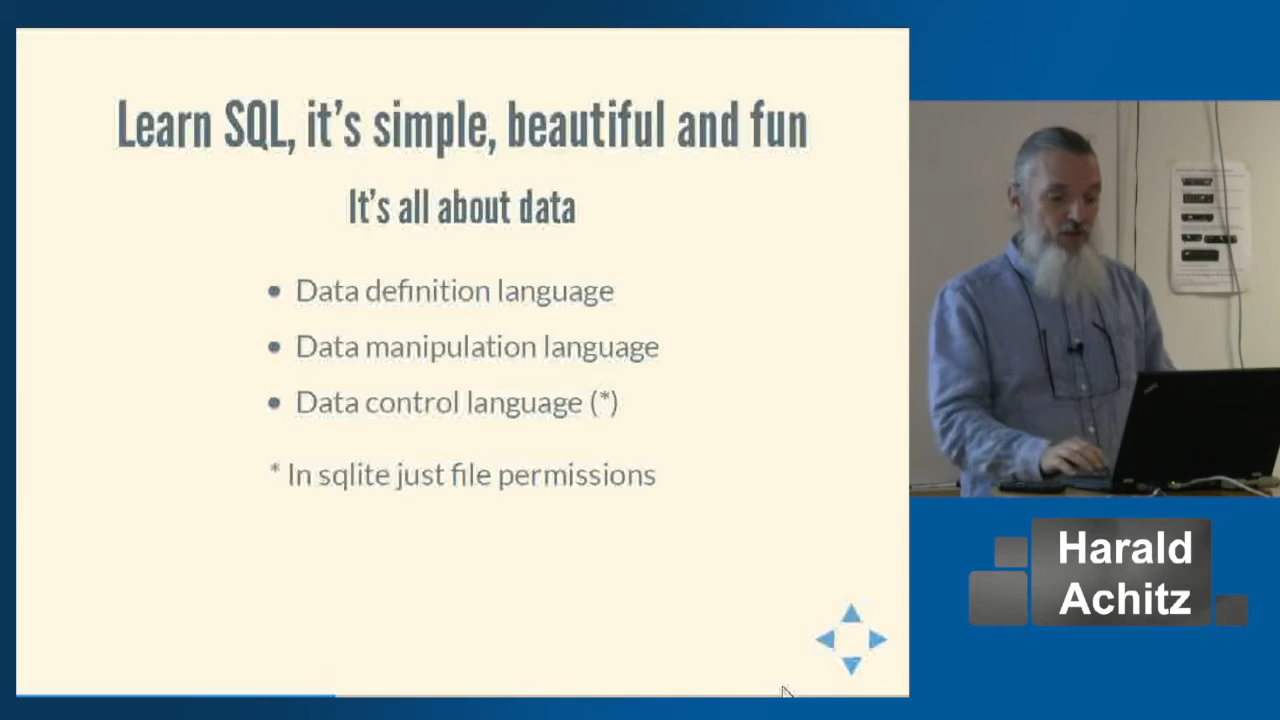 Learn SQL, it's simple, beautiful and fun
It's all about data
• Data definition language
• Data manipulation language
• Data control language (*)
* In sqlite just file permissions
Harald
Achitz